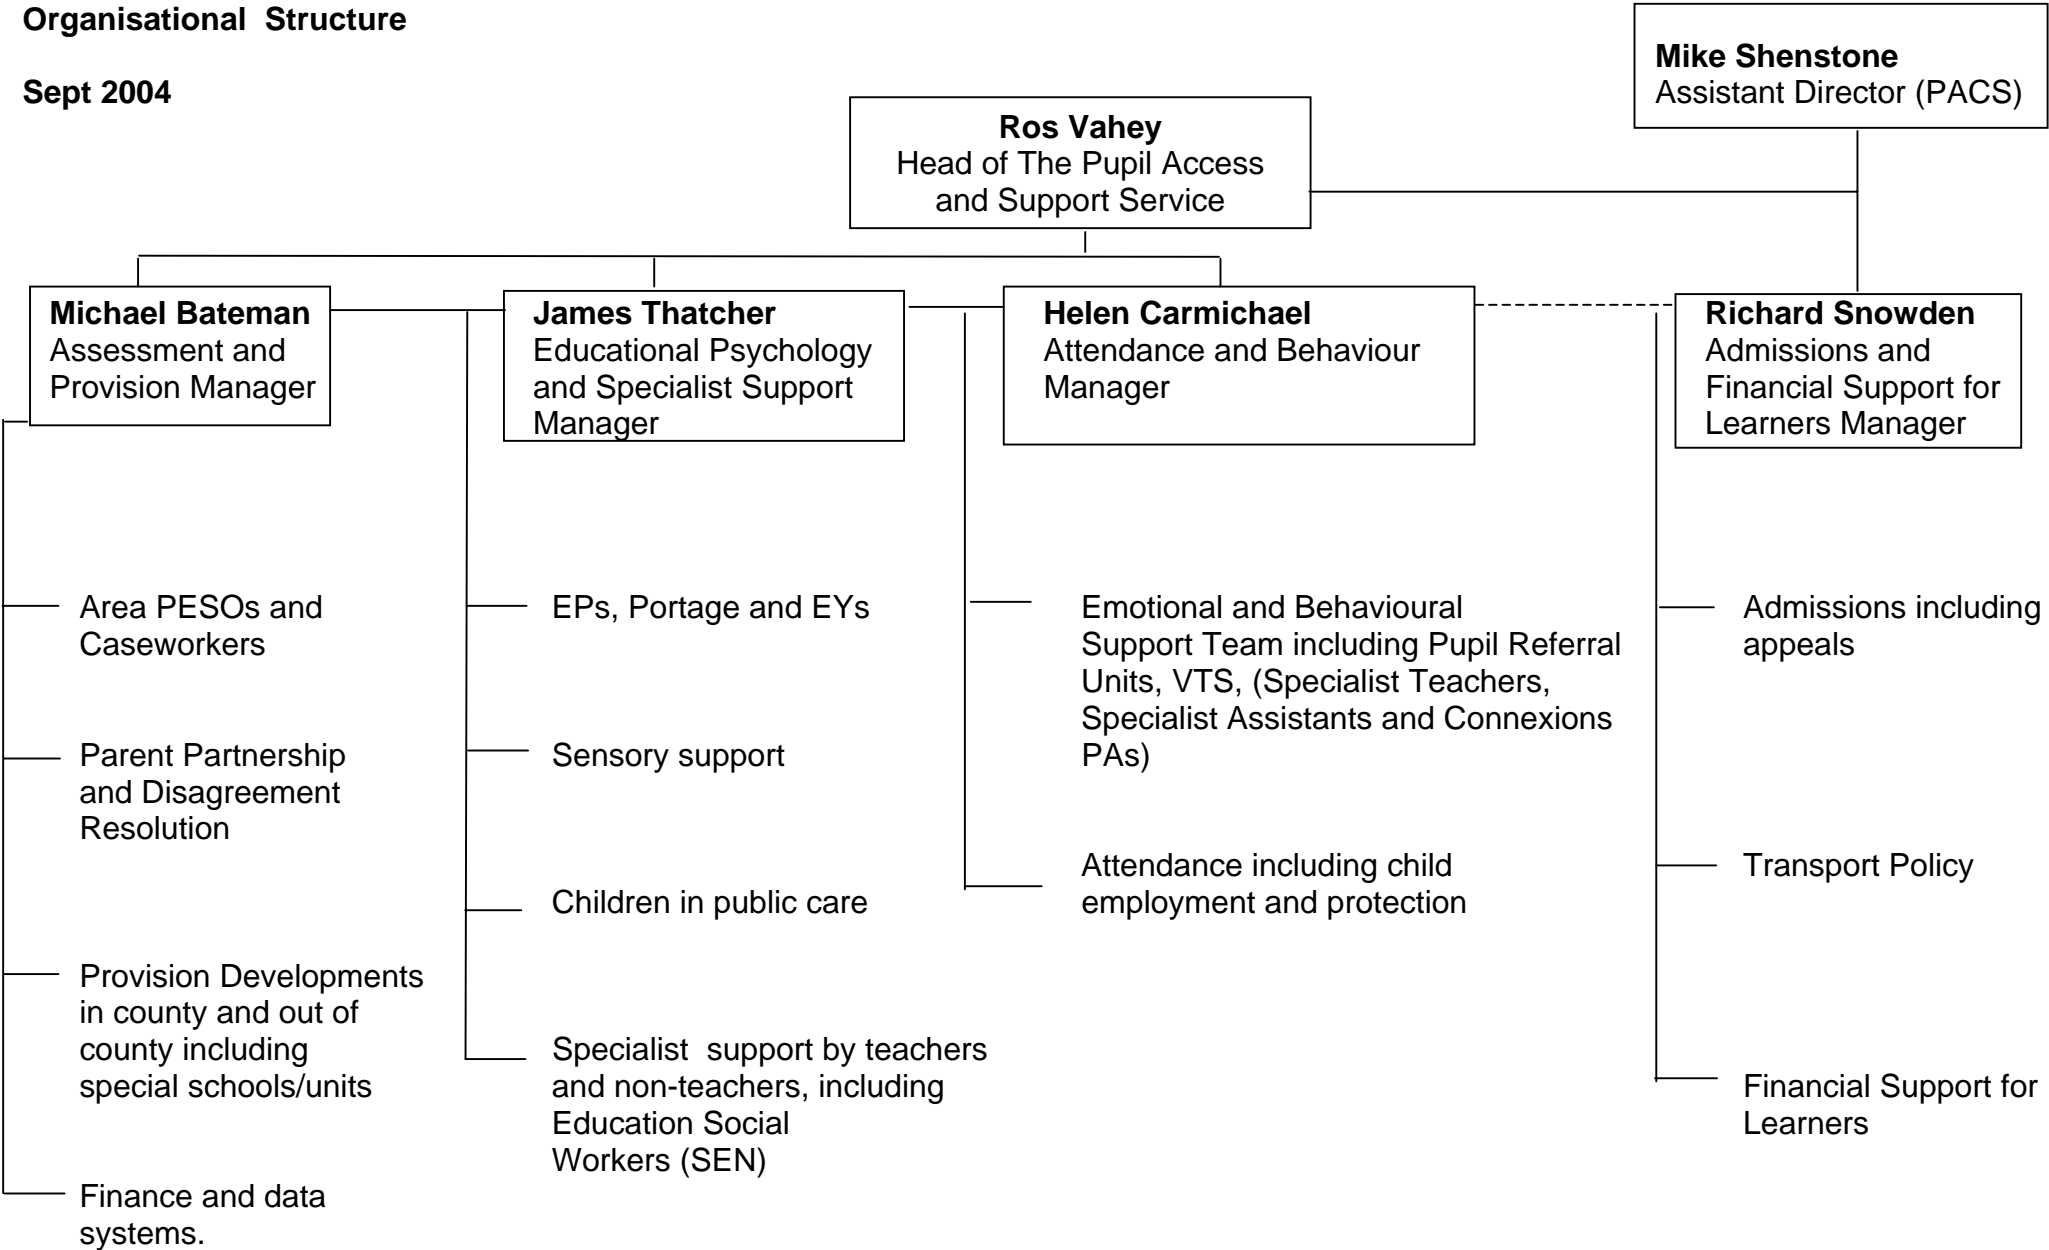 Organisational Structure
Sept 2004
Mike Shenstone
Assistant Director (PACS)
Ros Vahey
Head of The Pupil Access
and Support Service
Michael Bateman
Assessment and
Provision Manager
James Thatcher
Educational Psychology
and Specialist Support
Manager
Helen Carmichael
Attendance and Behaviour
Manager
Richard Snowden
Admissions and
Financial Support for
Learners Manager
Area PESOs and
Caseworkers
Parent Partnership
and Disagreement
Resolution
Provision Developments
in county and out of
county including
special schools/units
Finance and data
systems.
EPs, Portage and EYs
Sensory support
Children in public care
Specialist support by teachers
and non-teachers, including
Education Social
Workers (SEN)
Emotional and Behavioural
Support Team including Pupil Referral
Units, VTS, (Specialist Teachers,
Specialist Assistants and Connexions
PAs)
Attendance including child
employment and protection
Admissions including
appeals
Transport Policy
Financial Support for
Learners